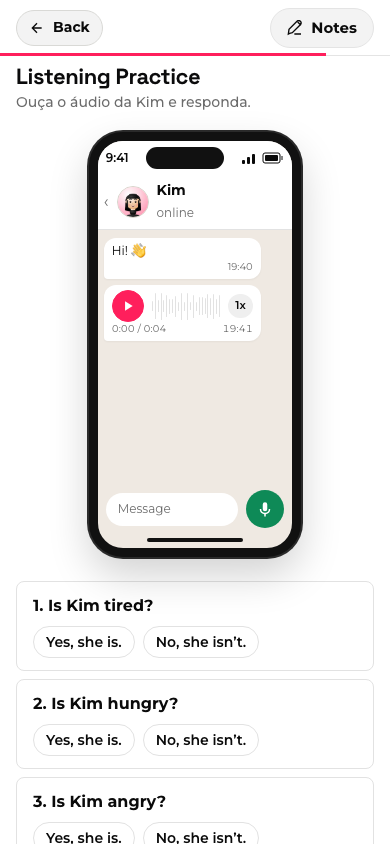 Back
Notes
Listening Practice
Ouça o áudio da Kim e responda.
9:41
Kim
online
Hi! 👋
19:40
1x
0:00 / 0:04
19:41
Message
1. Is Kim tired?
Yes, she is.
No, she isn't.
2. Is Kim hungry?
Yes, she is.
No, she isn't.
3. Is Kim angry?
Yes, she is.
No, she isn't.